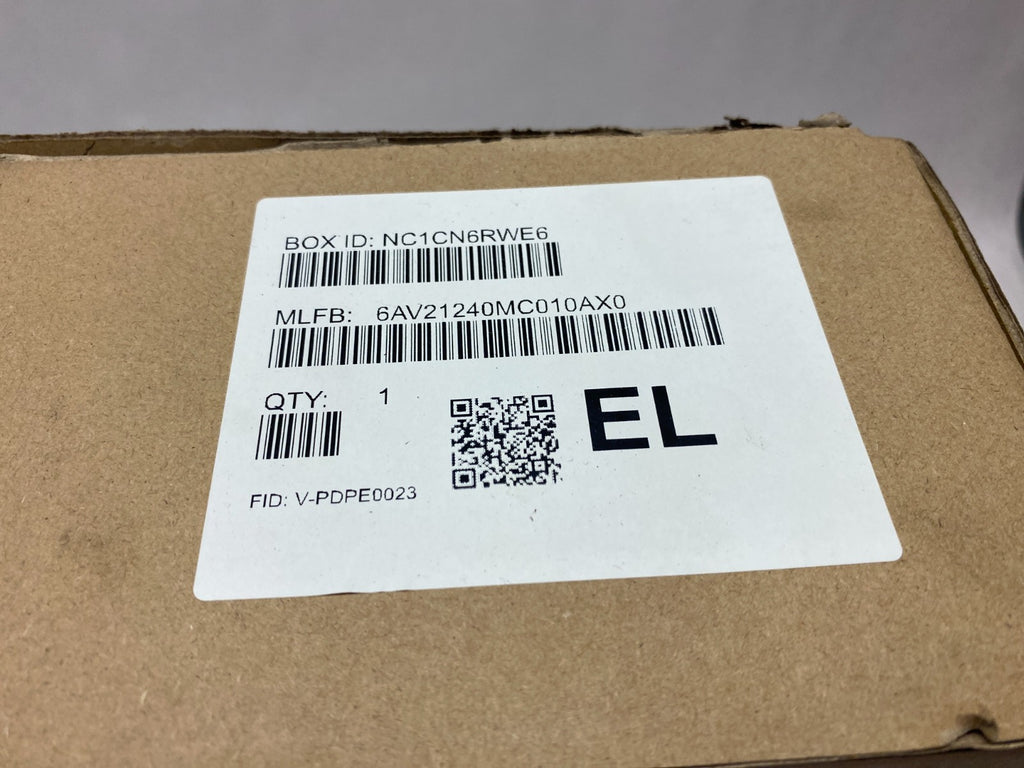 BOX ID: NC1CN6RWE6
MLFB: 6AV21240MC010AX0
QTY: 1
EL
FID: V-PDPE0023